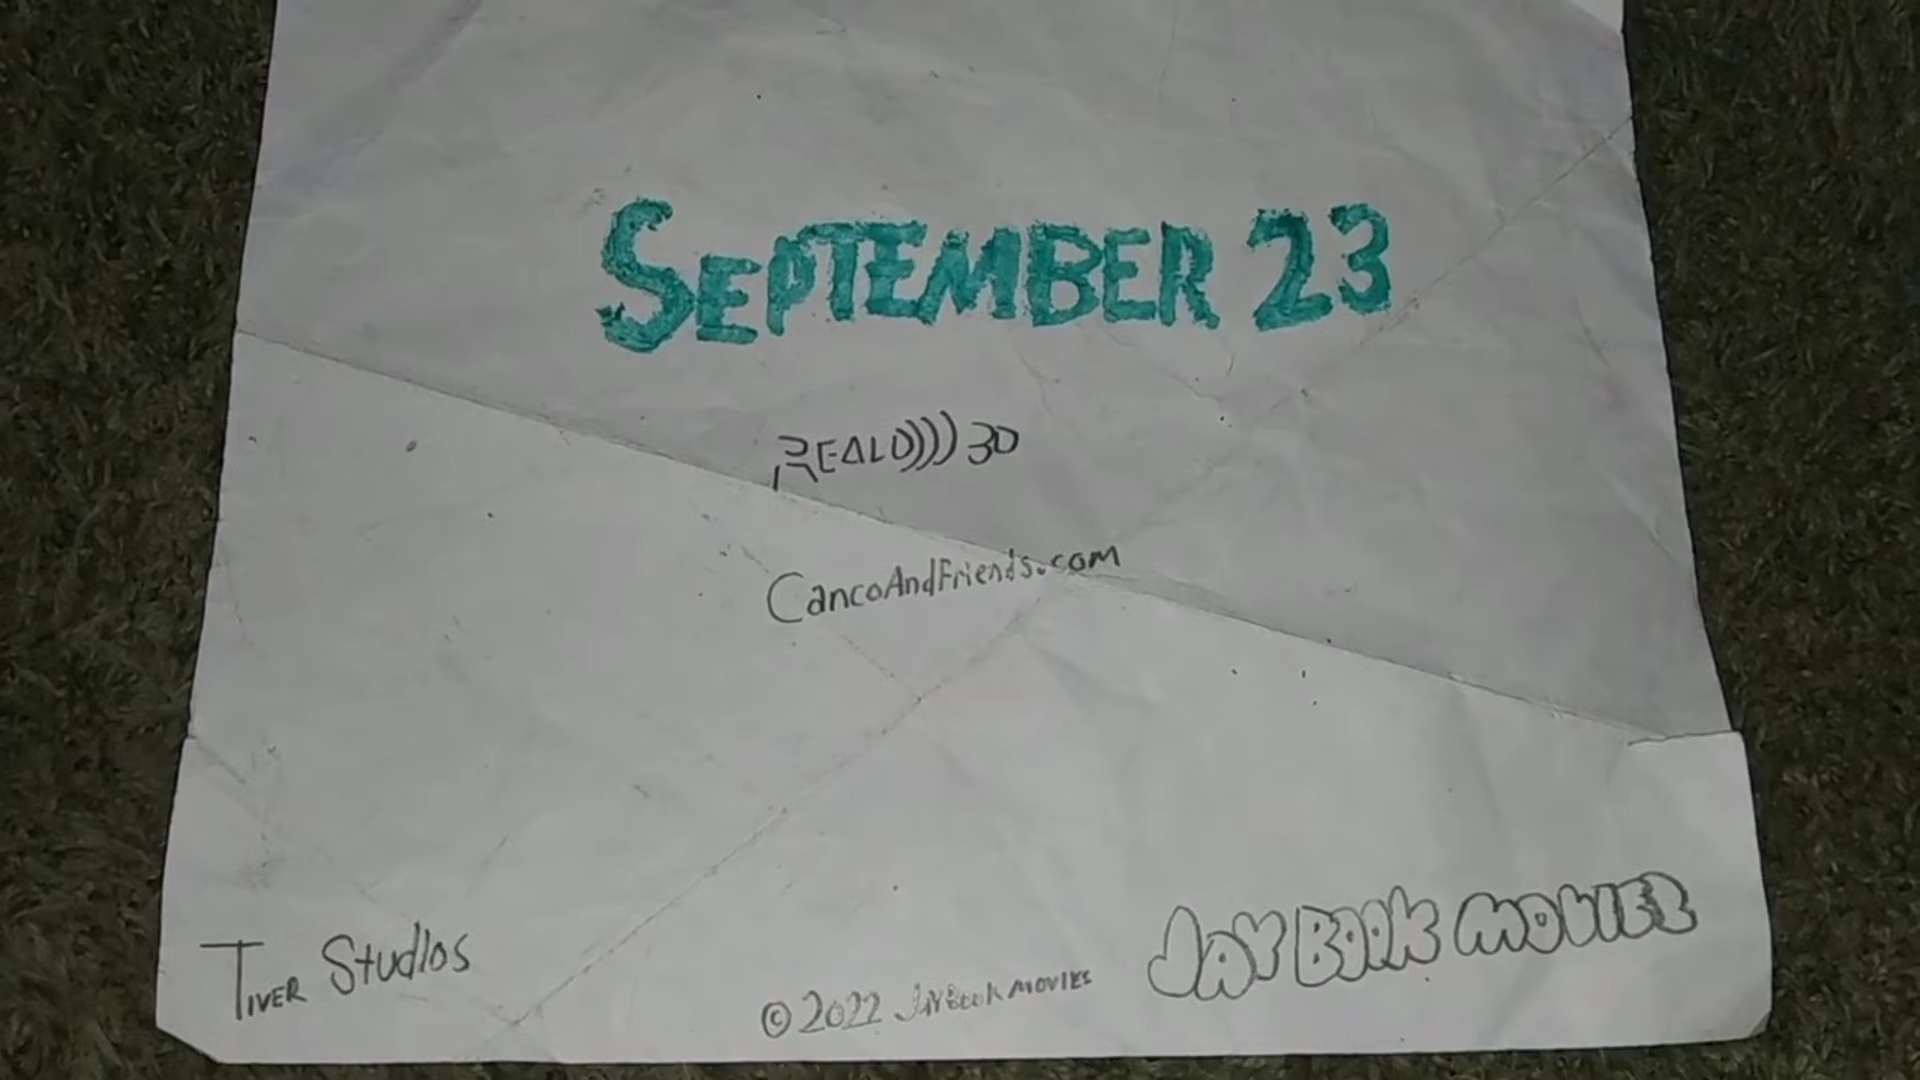 SEPTEMBER 23
REALD)))3D
CancoAndFriends.com
TIVER StudIos
© 2022 JAYBOOK MOVIES
JAY BOOK MOVIES